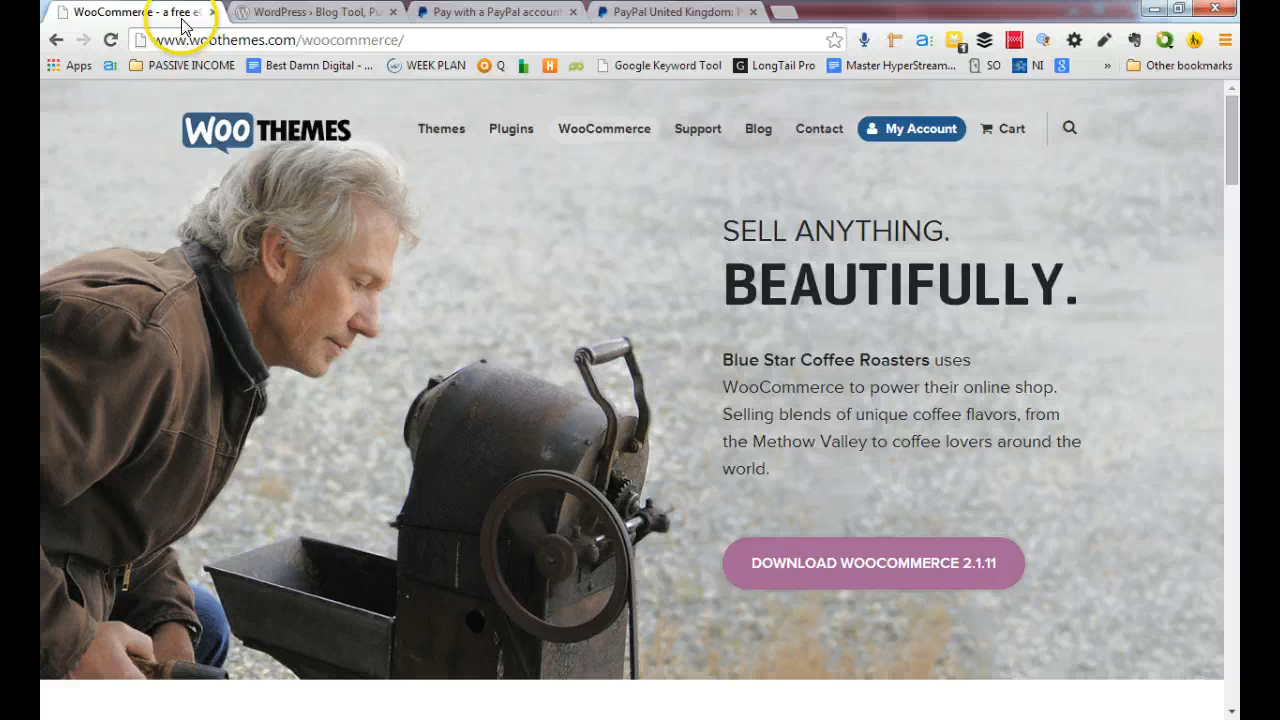 WooCommerce - a free eC
WordPress › Blog Tool, Pu
Pay with a PayPal account
PayPal United Kingdom: P
www.woothemes.com/woocommerce/
Apps
PASSIVE INCOME
Best Damn Digital - ...
WEEK PLAN
Q
Google Keyword Tool
LongTail Pro
Master HyperStream...
SO
NI
»
Other bookmarks
WOOTHEMES
Themes
Plugins
WooCommerce
Support
Blog
Contact
My Account
Cart
SELL ANYTHING.
BEAUTIFULLY.
Blue Star Coffee Roasters uses
WooCommerce to power their online shop.
Selling blends of unique coffee flavors, from
the Methow Valley to coffee lovers around the
world.
DOWNLOAD WOOCOMMERCE 2.1.11